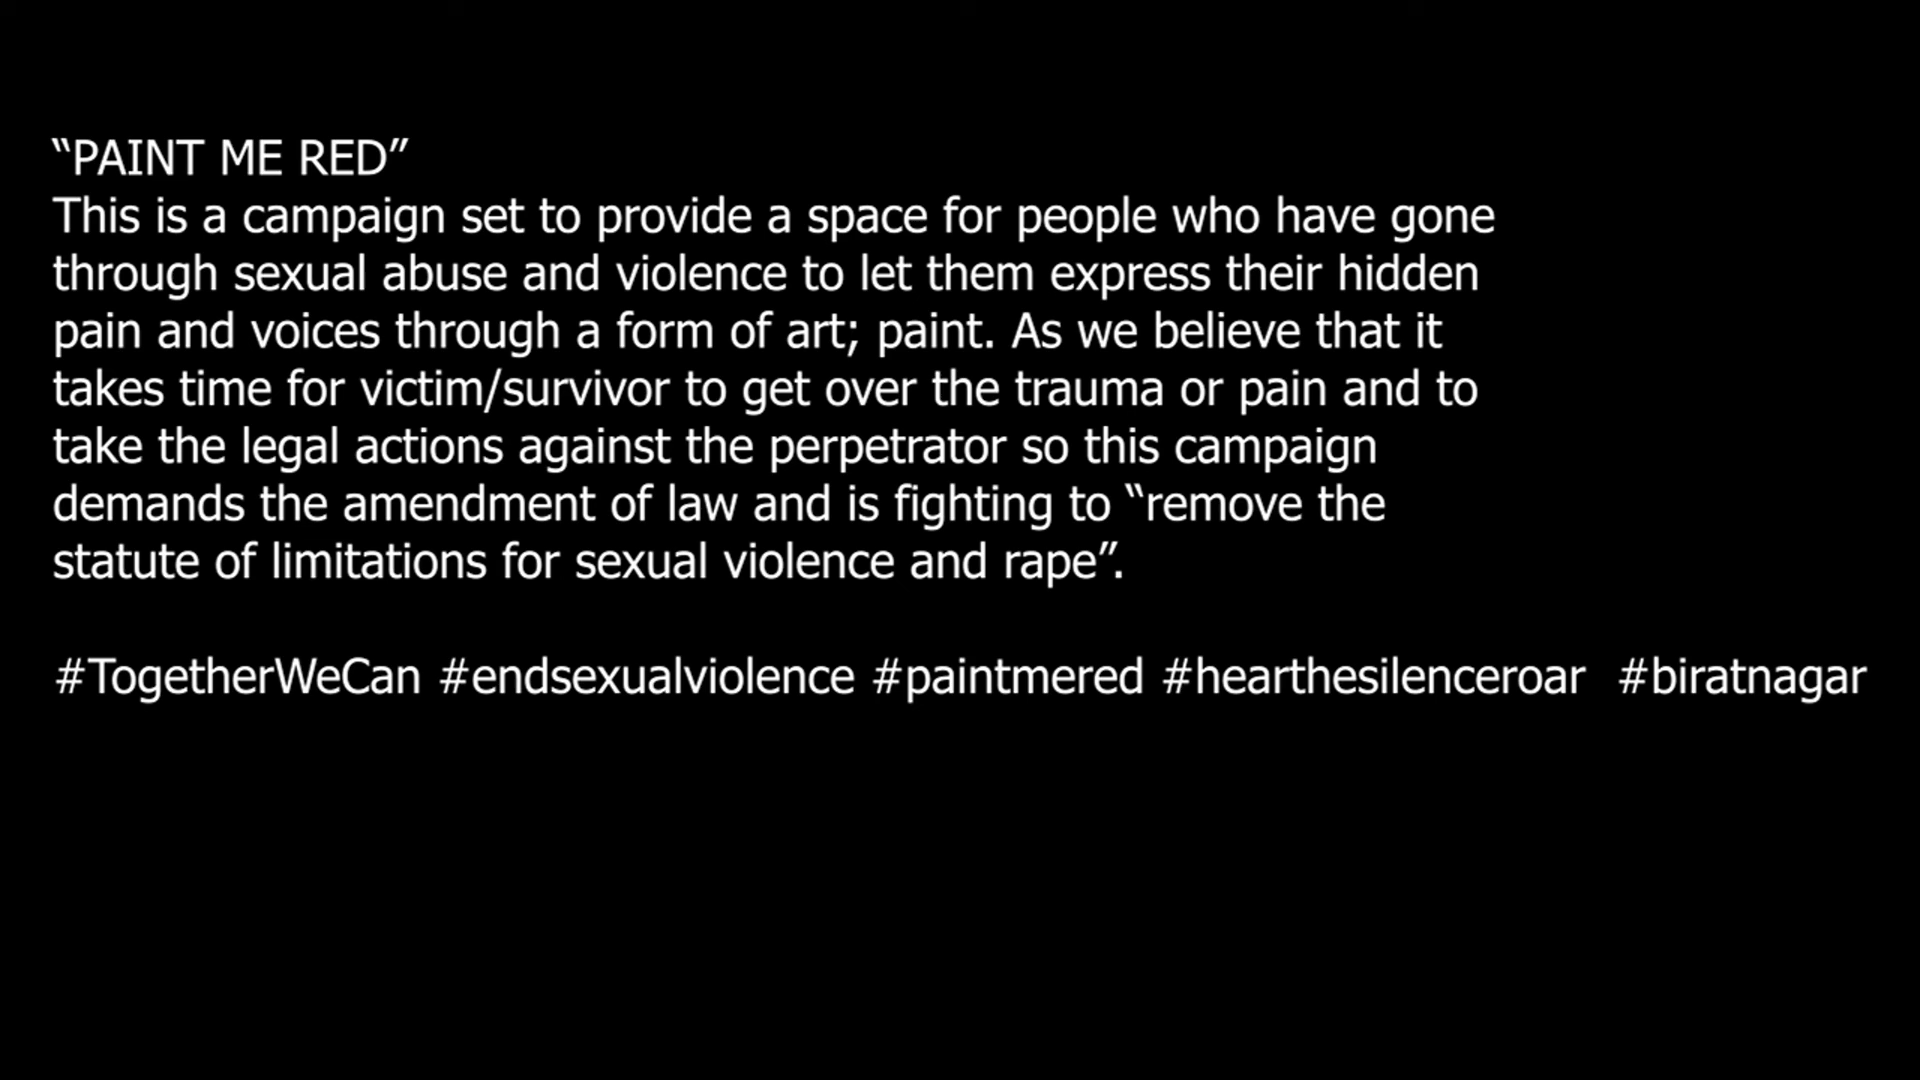 “PAINT ME RED”
This is a campaign set to provide a space for people who have gone
through sexual abuse and violence to let them express their hidden
pain and voices through a form of art; paint. As we believe that it
takes time for victim/survivor to get over the trauma or pain and to
take the legal actions against the perpetrator so this campaign
demands the amendment of law and is fighting to “remove the
statute of limitations for sexual violence and rape”.
#TogetherWeCan #endsexualviolence #paintmered #hearthesilenceroar #biratnagar